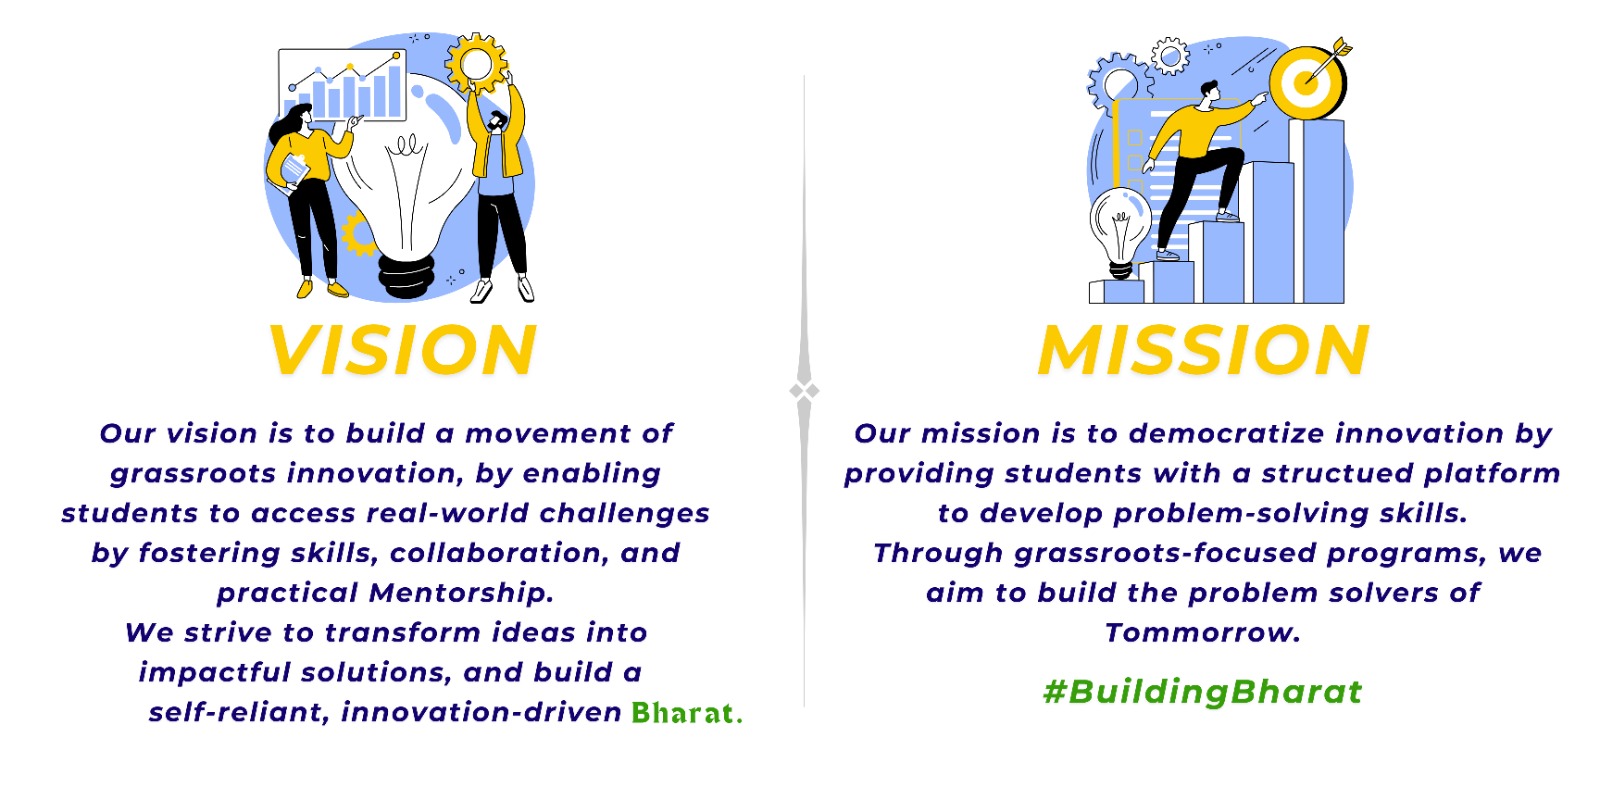 VISION
Our vision is to build a movement of
grassroots innovation, by enabling
students to access real-world challenges
by fostering skills, collaboration, and
practical Mentorship.
We strive to transform ideas into
impactful solutions, and build a
self-reliant, innovation-driven Bharat.
MISSION
Our mission is to democratize innovation by
providing students with a structued platform
to develop problem-solving skills.
Through grassroots-focused programs, we
aim to build the problem solvers of
Tommorrow.
#BuildingBharat